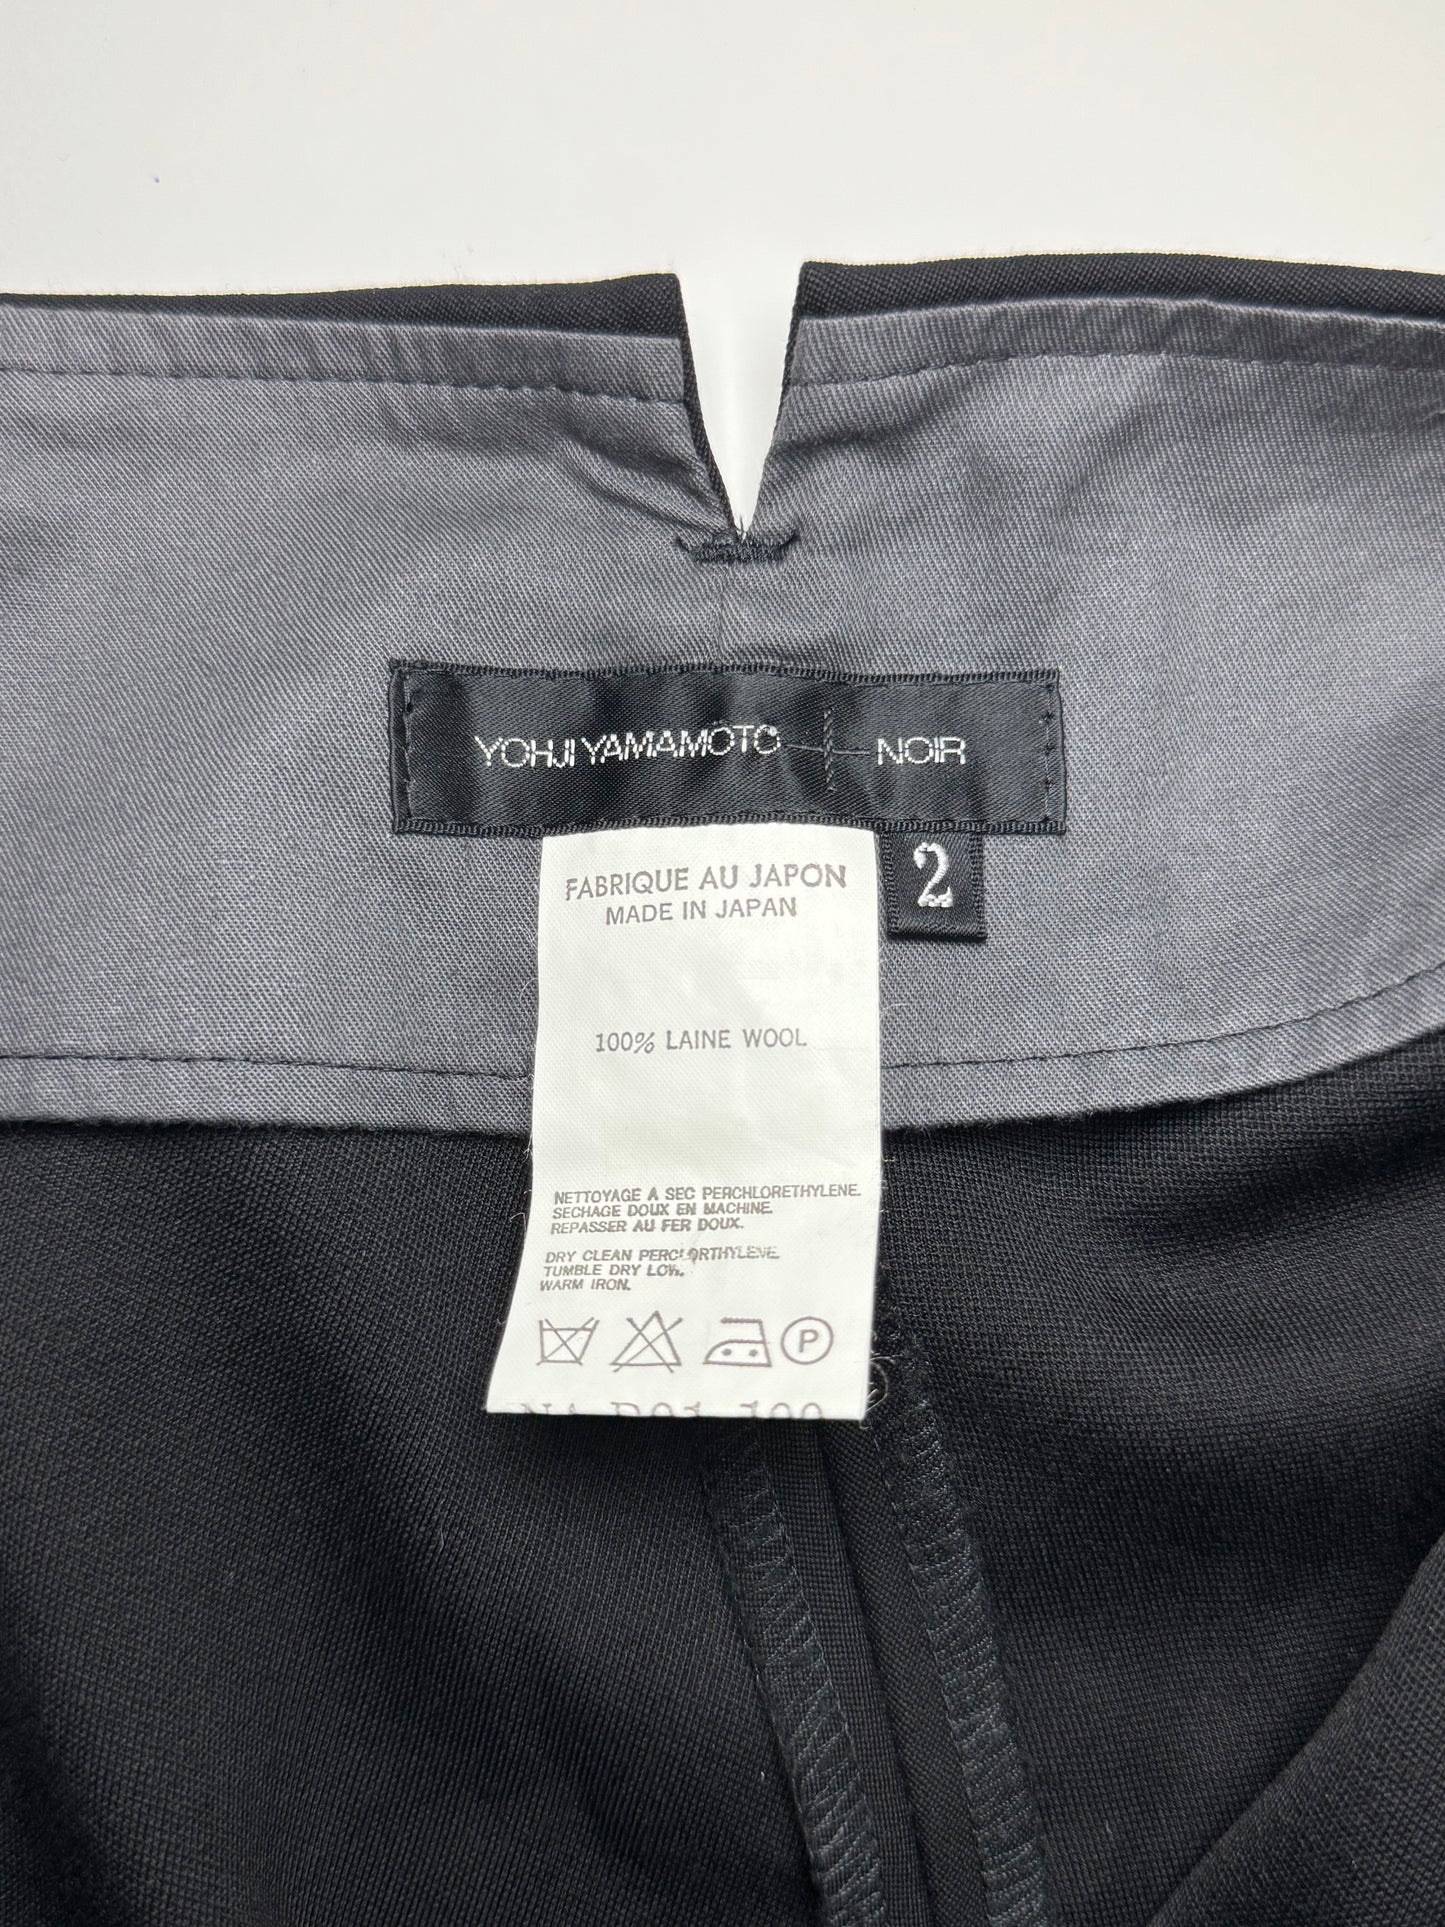 YOHJI YAMAMOTO NOIR
2
FABRIQUE AU JAPON
MADE IN JAPAN
100% LAINE WOOL
NETTOYAGE A SEC PERCHLORETHYLENE.
SECHAGE DOUX EN MACHINE.
REPASSER AU FER DOUX.
DRY CLEAN PERCLORTHYLEVE.
TUMBLE DRY LOW.
WARM IRON.
P